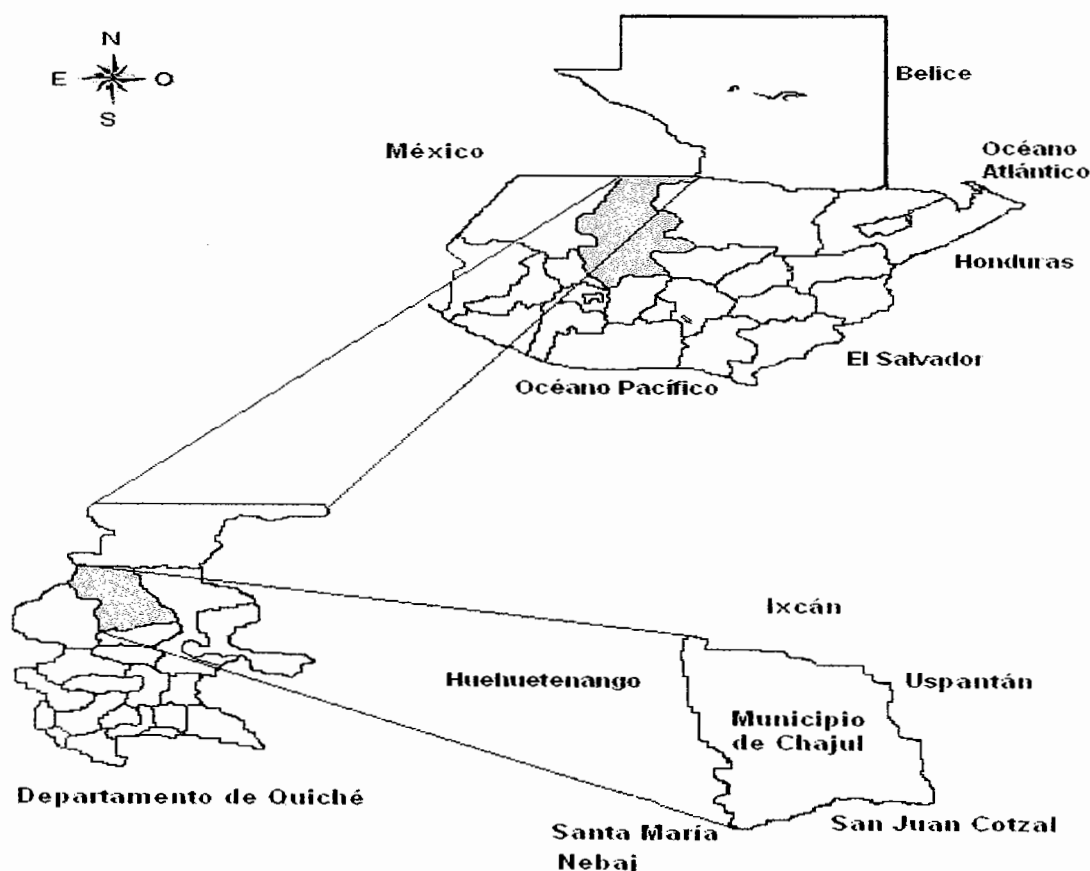 N
E O
S
Belice
México
Océano
Atlántico
Honduras
El Salvador
Océano Pacífico
Ixcán
Huehuetenango
Uspantán
Municipio
de Chajul
Departamento de Quiché
San Juan Cotzal
Santa María
Nebaj